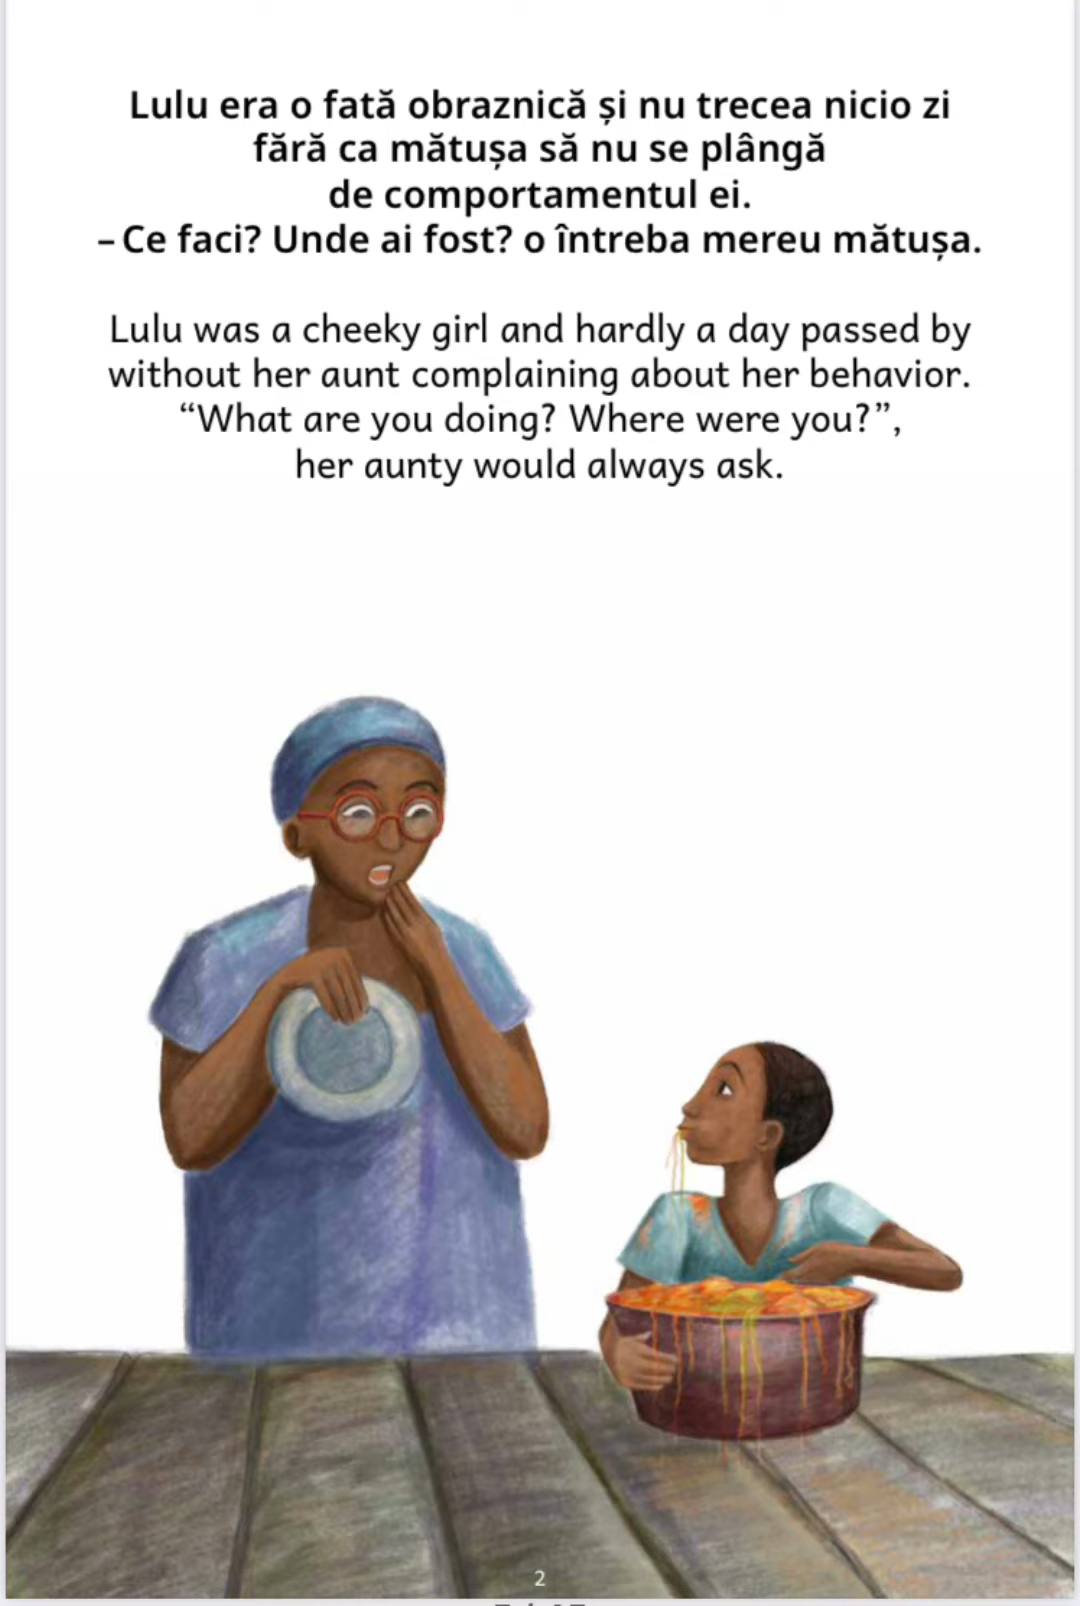 Lulu era o fată obraznică și nu trecea nicio zi
fără ca mătușa să nu se plângă
de comportamentul ei.
– Ce faci? Unde ai fost? o întreba mereu mătușa.
Lulu was a cheeky girl and hardly a day passed by
without her aunt complaining about her behavior.
“What are you doing? Where were you?”,
her aunty would always ask.
2